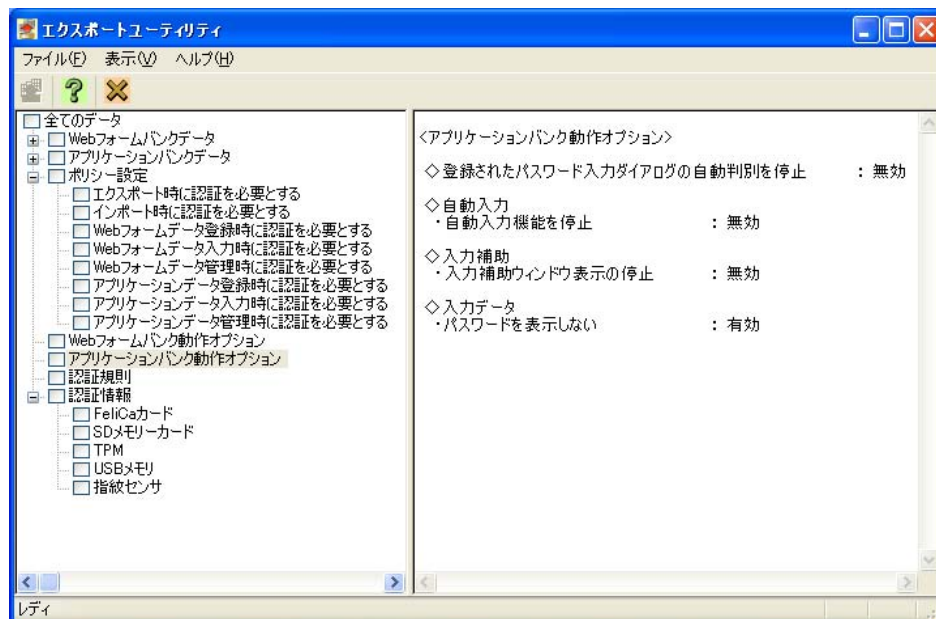 エクスポートユーティリティ
ファイル(F) 表示(V) ヘルプ(H)
全てのデータ
Webフォームバンクデータ
アプリケーションバンクデータ
ポリシー設定
エクスポート時に認証を必要とする
インポート時に認証を必要とする
Webフォームデータ登録時に認証を必要とする
Webフォームデータ入力時に認証を必要とする
Webフォームデータ管理時に認証を必要とする
アプリケーションデータ登録時に認証を必要とする
アプリケーションデータ入力時に認証を必要とする
アプリケーションデータ管理時に認証を必要とする
Webフォームバンク動作オプション
アプリケーションバンク動作オプション
認証規則
認証情報
FeliCaカード
SDメモリーカード
TPM
USBメモリ
指紋センサ
<アプリケーションバンク動作オプション>
◇登録されたパスワード入力ダイアログの自動判別を停止 : 無効
◇自動入力
・自動入力機能を停止 : 無効
◇入力補助
・入力補助ウィンドウ表示の停止 : 無効
◇入力データ
・パスワードを表示しない : 有効
レディ